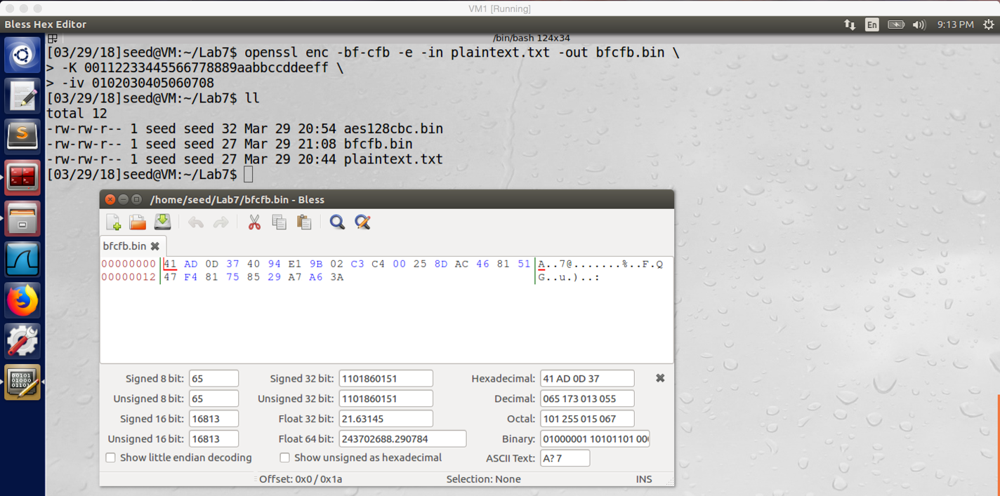 VM1 [Running]
Bless Hex Editor En 9:13 PM
/bin/bash 124x34
[03/29/18]seed@VM:~/Lab7$ openssl enc -bf-cfb -e -in plaintext.txt -out bfcfb.bin \
> -K 00112233445566778889aabbccddeeff \
> -iv 0102030405060708
[03/29/18]seed@VM:~/Lab7$ ll
total 12
-rw-rw-r-- 1 seed seed 32 Mar 29 20:54 aes128cbc.bin
-rw-rw-r-- 1 seed seed 27 Mar 29 21:08 bfcfb.bin
-rw-rw-r-- 1 seed seed 27 Mar 29 20:44 plaintext.txt
[03/29/18]seed@VM:~/Lab7$
/home/seed/Lab7/bfcfb.bin - Bless
bfcfb.bin
00000000 41 AD 0D 37 40 94 E1 9B 02 C3 C4 00 25 8D AC 46 81 51 A..7@.......%..F.Q
00000012 47 F4 81 75 85 29 A7 A6 3A G..u.)..:
Signed 8 bit: 65 Signed 32 bit: 1101860151 Hexadecimal: 41 AD 0D 37
Unsigned 8 bit: 65 Unsigned 32 bit: 1101860151 Decimal: 065 173 013 055
Signed 16 bit: 16813 Float 32 bit: 21.63145 Octal: 101 255 015 067
Unsigned 16 bit: 16813 Float 64 bit: 243702688.290784 Binary: 01000001 10101101 00
Show little endian decoding Show unsigned as hexadecimal ASCII Text: A? 7
Offset: 0x0 / 0x1a Selection: None INS
S
00101
01000
01101